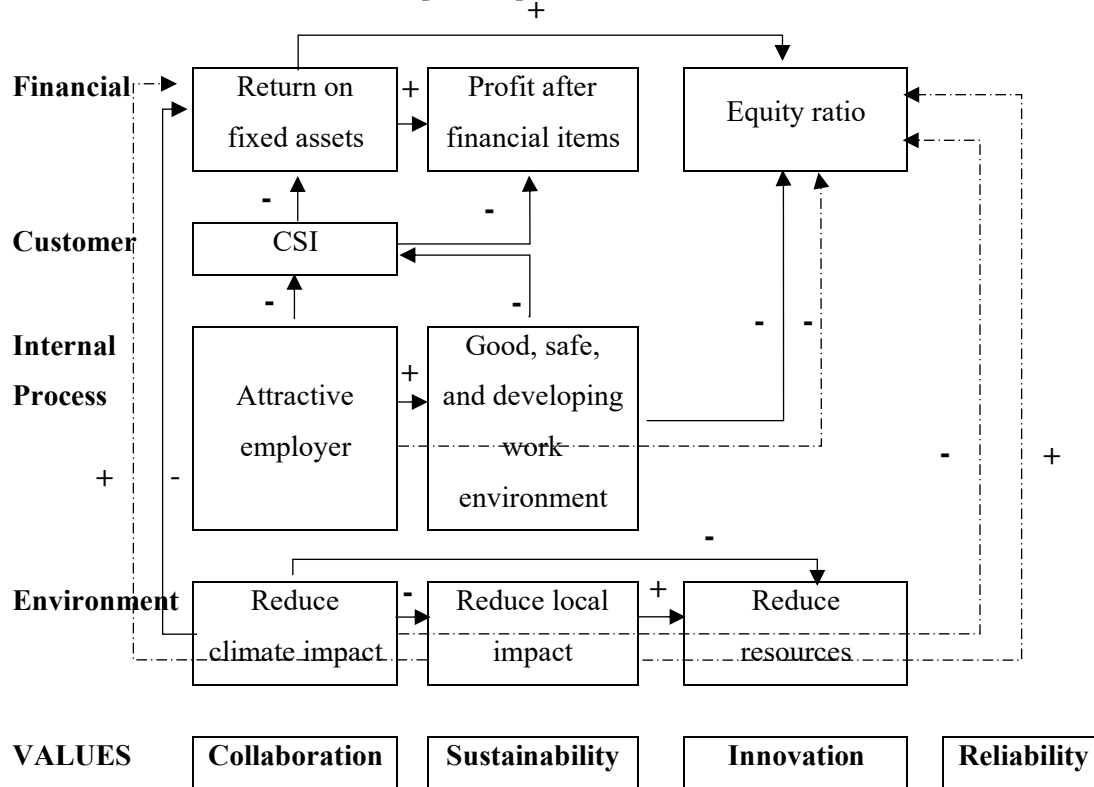 +
Financial
Return on
fixed assets
+
Profit after
financial items
Equity ratio
-
-
Customer
CSI
-
-
Internal
Process
Attractive
employer
+
Good, safe,
and developing
work
environment
-
-
+
-
-
+
-
Environment
Reduce
climate impact
-
Reduce local
impact
+
Reduce
resources
VALUES
Collaboration
Sustainability
Innovation
Reliability